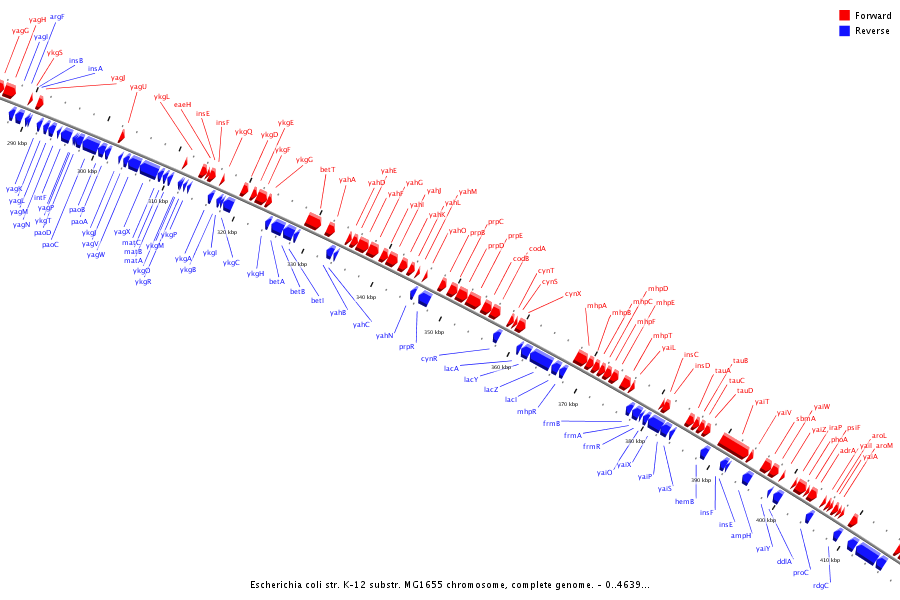 Forward
Reverse
yagG
yagH
argF
yagI
ykgS
insB
insA
yagJ
yagU
ykgL
eaeH
insE
insF
ykgQ
ykgD
ykgE
ykgF
ykgG
betT
yahA
yahD
yahE
yahF
yahG
yahI
yahJ
yahK
yahL
yahM
yahO
prpB
prpC
prpD
prpE
codB
codA
cynT
cynS
cynX
mhpA
mhpB
mhpC
mhpD
mhpE
mhpF
mhpT
yaiL
insC
insD
tauA
tauB
tauC
tauD
yaiT
yaiV
sbmA
yaiW
yaiZ
iraP
phoA
psiF
adrA
yaiI
aroL
yaiA
aroM
290 kbp
300 kbp
310 kbp
320 kbp
330 kbp
340 kbp
350 kbp
360 kbp
370 kbp
380 kbp
390 kbp
400 kbp
410 kbp
yagK
yagL
yagM
yagN
intF
yagP
ykgT
paoD
paoC
paoB
paoA
ykgJ
yagV
yagW
yagX
matC
matB
matA
ykgO
ykgR
ykgM
ykgP
ykgA
ykgB
ykgI
ykgC
ykgH
betA
betB
betI
yahB
yahC
yahN
prpR
cynR
lacA
lacY
lacZ
lacI
mhpR
frmB
frmA
frmR
yaiO
yaiX
yaiP
yaiS
hemB
insF
insE
ampH
yaiY
ddlA
proC
rdgC
Escherichia coli str. K-12 substr. MG1655 chromosome, complete genome. - 0..4639...